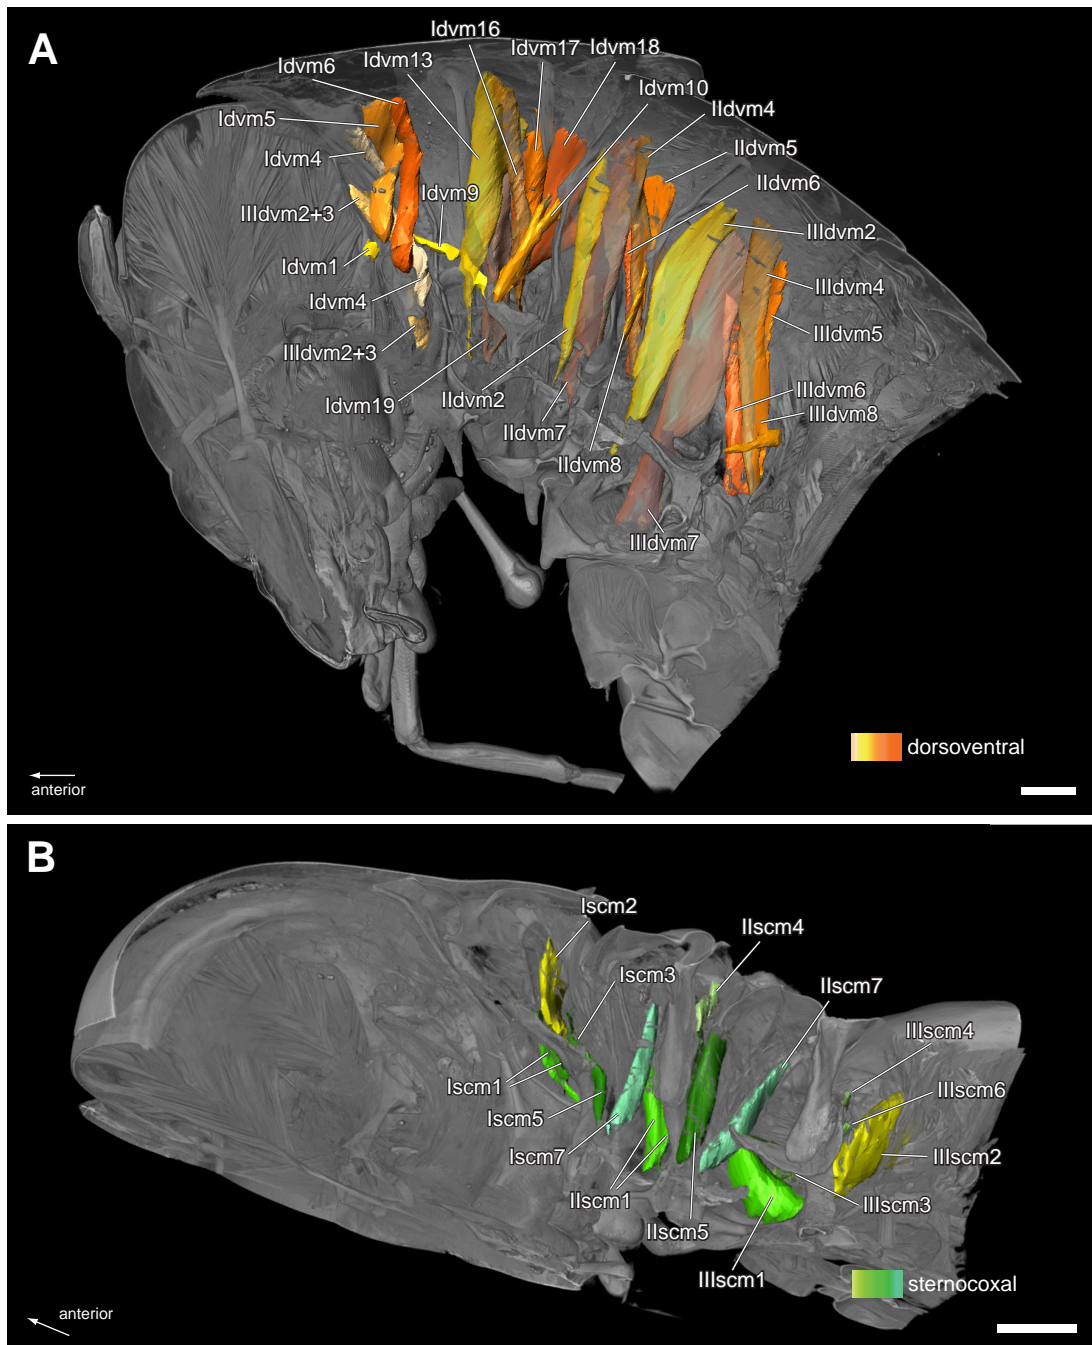 A
Idvm16
Idvm17
Idvm18
Idvm13
Idvm6
Idvm10
IIdvm4
Idvm5
IIdvm5
Idvm4
IIdvm6
Idvm9
IIIdvm2+3
IIIdvm2
Idvm1
IIIdvm4
Idvm4
IIIdvm5
IIIdvm2+3
IIIdvm6
Idvm19
IIdvm2
IIIdvm8
IIdvm7
IIdvm8
IIIdvm7
dorsoventral
anterior
B
Iscm2
IIscm4
Iscm3
IIscm7
IIIscm4
Iscm1
IIIscm6
Iscm5
Iscm7
IIIscm2
IIscm1
IIIscm3
IIscm5
IIIscm1
sternocoxal
anterior